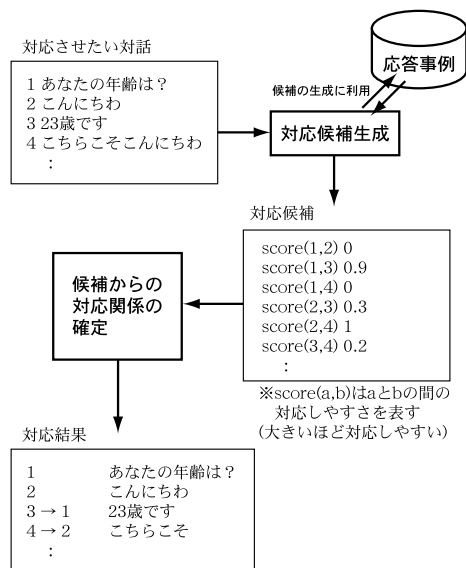 対応させたい対話
1 あなたの年齢は？
2 こんにちわ
3 23歳です
4 こちらこそこんにちわ
：
応答事例
候補の生成に利用
対応候補生成
対応候補
score(1,2) 0
score(1,3) 0.9
score(1,4) 0
score(2,3) 0.3
score(2,4) 1
score(3,4) 0.2
：
※score(a,b)はaとbの間の
対応しやすさを表す
(大きいほど対応しやすい)
候補からの
対応関係の
確定
対応結果
1 あなたの年齢は？
2 こんにちわ
3 → 1 23歳です
4 → 2 こちらこそ
：